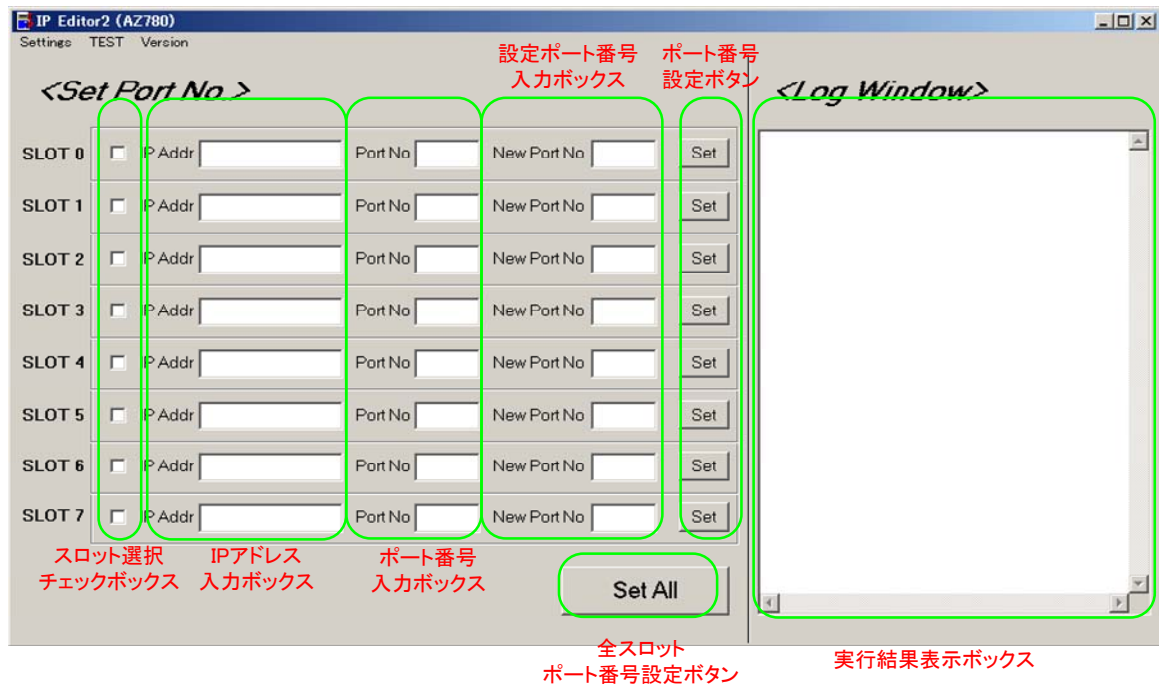 IP Editor2 (AZ780)
Settings TEST Version
設定ポート番号
入力ボックス
ポート番号
設定ボタン
<Set Port No.>
<Log Window>
SLOT 0 IP Addr Port No New Port No Set
SLOT 1 IP Addr Port No New Port No Set
SLOT 2 IP Addr Port No New Port No Set
SLOT 3 IP Addr Port No New Port No Set
SLOT 4 IP Addr Port No New Port No Set
SLOT 5 IP Addr Port No New Port No Set
SLOT 6 IP Addr Port No New Port No Set
SLOT 7 IP Addr Port No New Port No Set
スロット選択
チェックボックス
IPアドレス
入力ボックス
ポート番号
入力ボックス
Set All
全スロット
ポート番号設定ボタン
実行結果表示ボックス